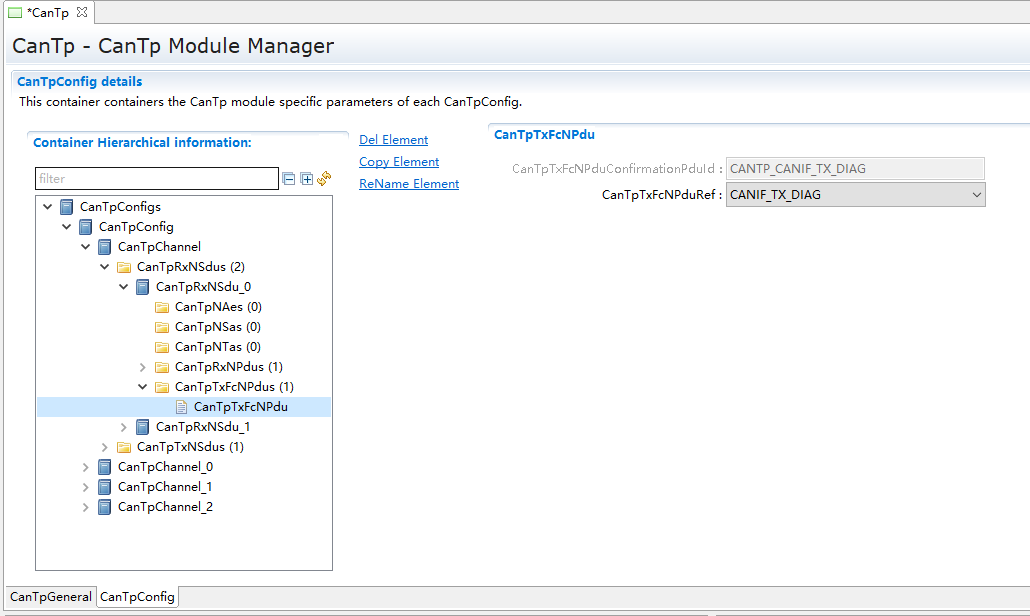 *CanTp
CanTp - CanTp Module Manager
CanTpConfig details
This container containers the CanTp module specific parameters of each CanTpConfig.
Container Hierarchical information:
filter
CanTpConfigs
CanTpConfig
CanTpChannel
CanTpRxNSdus (2)
CanTpRxNSdu_0
CanTpNAes (0)
CanTpNSas (0)
CanTpNTas (0)
CanTpRxNPdus (1)
CanTpTxFcNPdus (1)
CanTpTxFcNPdu
CanTpRxNSdu_1
CanTpTxNSdus (1)
CanTpChannel_0
CanTpChannel_1
CanTpChannel_2
Del Element
Copy Element
ReName Element
CanTpTxFcNPdu
CanTpTxFcNPduConfirmationPduId : CANTP_CANIF_TX_DIAG
CanTpTxFcNPduRef : CANIF_TX_DIAG
CanTpGeneral CanTpConfig